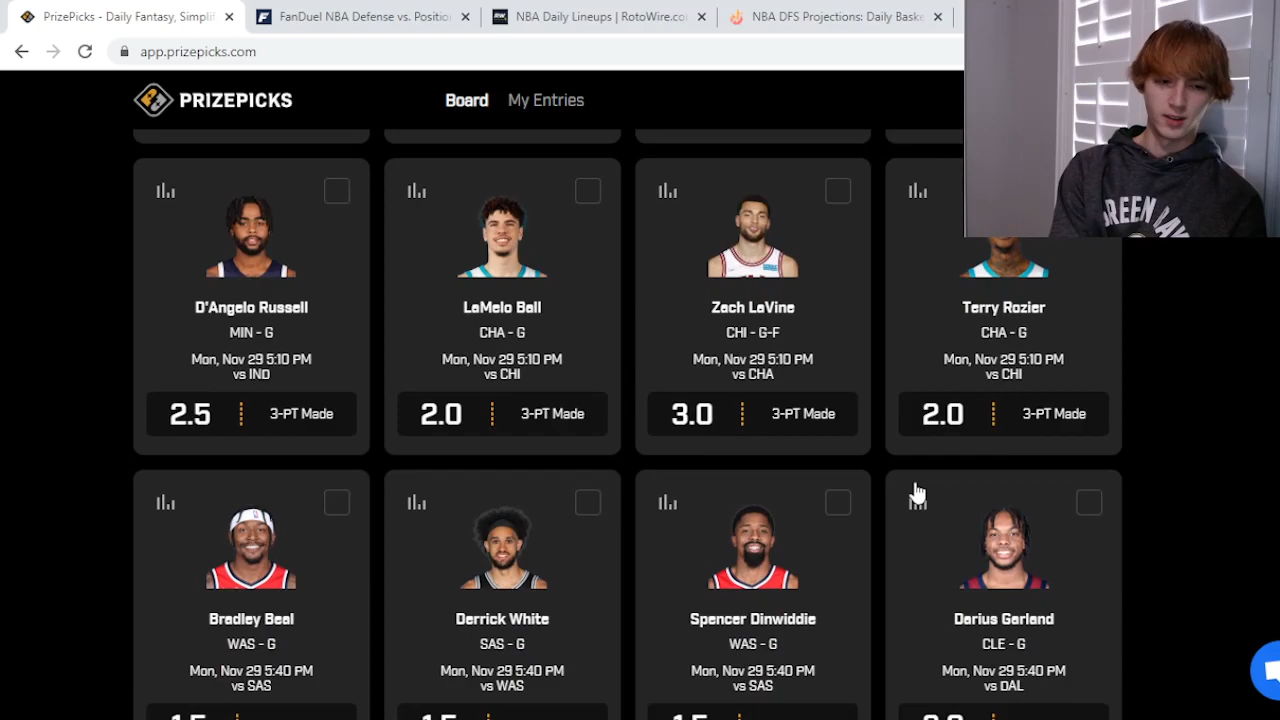 PrizePicks - Daily Fantasy, Simplif
FanDuel NBA Defense vs. Positio
NBA Daily Lineups | RotoWire.co
NBA DFS Projections: Daily Baske
app.prizepicks.com
PRIZEPICKS
Board
My Entries
D'Angelo Russell
MIN - G
Mon, Nov 29 5:10 PM
vs IND
2.5
3-PT Made
LaMelo Ball
CHA - G
Mon, Nov 29 5:10 PM
vs CHI
2.0
3-PT Made
Zach LaVine
CHI - G-F
Mon, Nov 29 5:10 PM
vs CHA
3.0
3-PT Made
Terry Rozier
CHA - G
Mon, Nov 29 5:10 PM
vs CHI
2.0
3-PT Made
Bradley Beal
WAS - G
Mon, Nov 29 5:40 PM
vs SAS
Derrick White
SAS - G
Mon, Nov 29 5:40 PM
vs WAS
Spencer Dinwiddie
WAS - G
Mon, Nov 29 5:40 PM
vs SAS
Darius Garland
CLE - G
Mon, Nov 29 5:40 PM
vs DAL